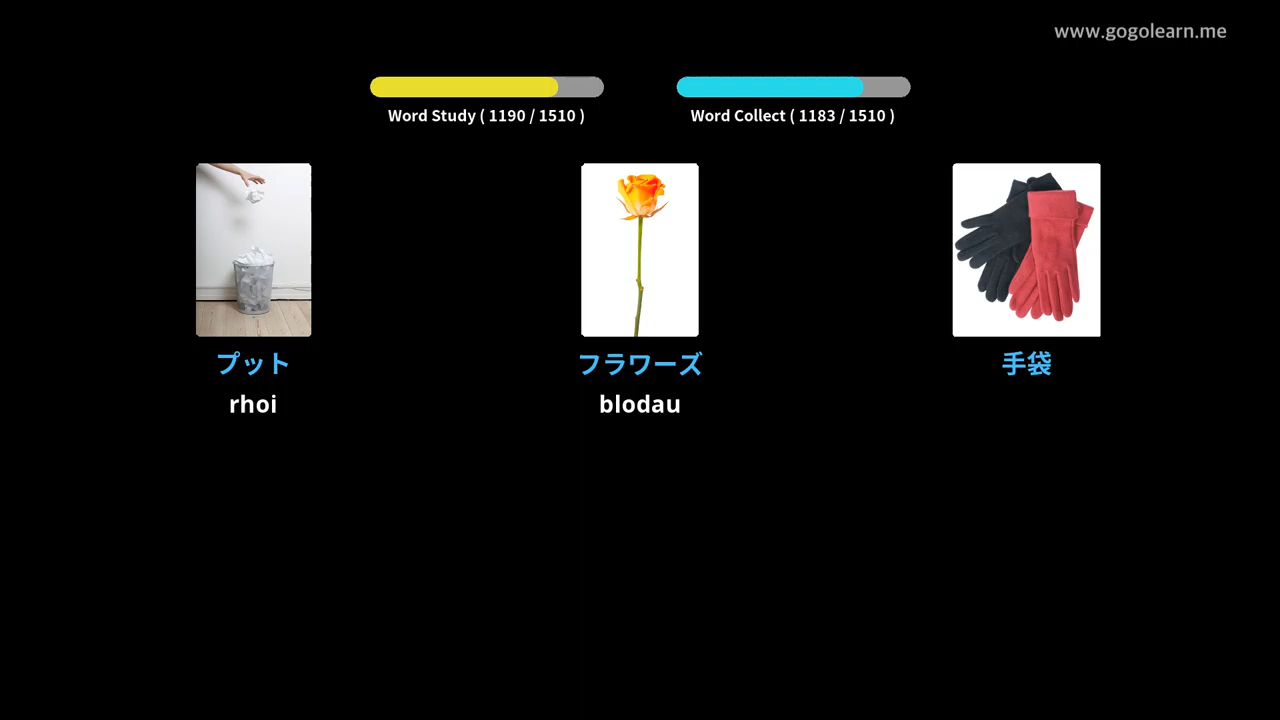 www.gogolearn.me
Word Study ( 1190 / 1510 )
Word Collect ( 1183 / 1510 )
プット
フラワーズ
手袋
rhoi
blodau